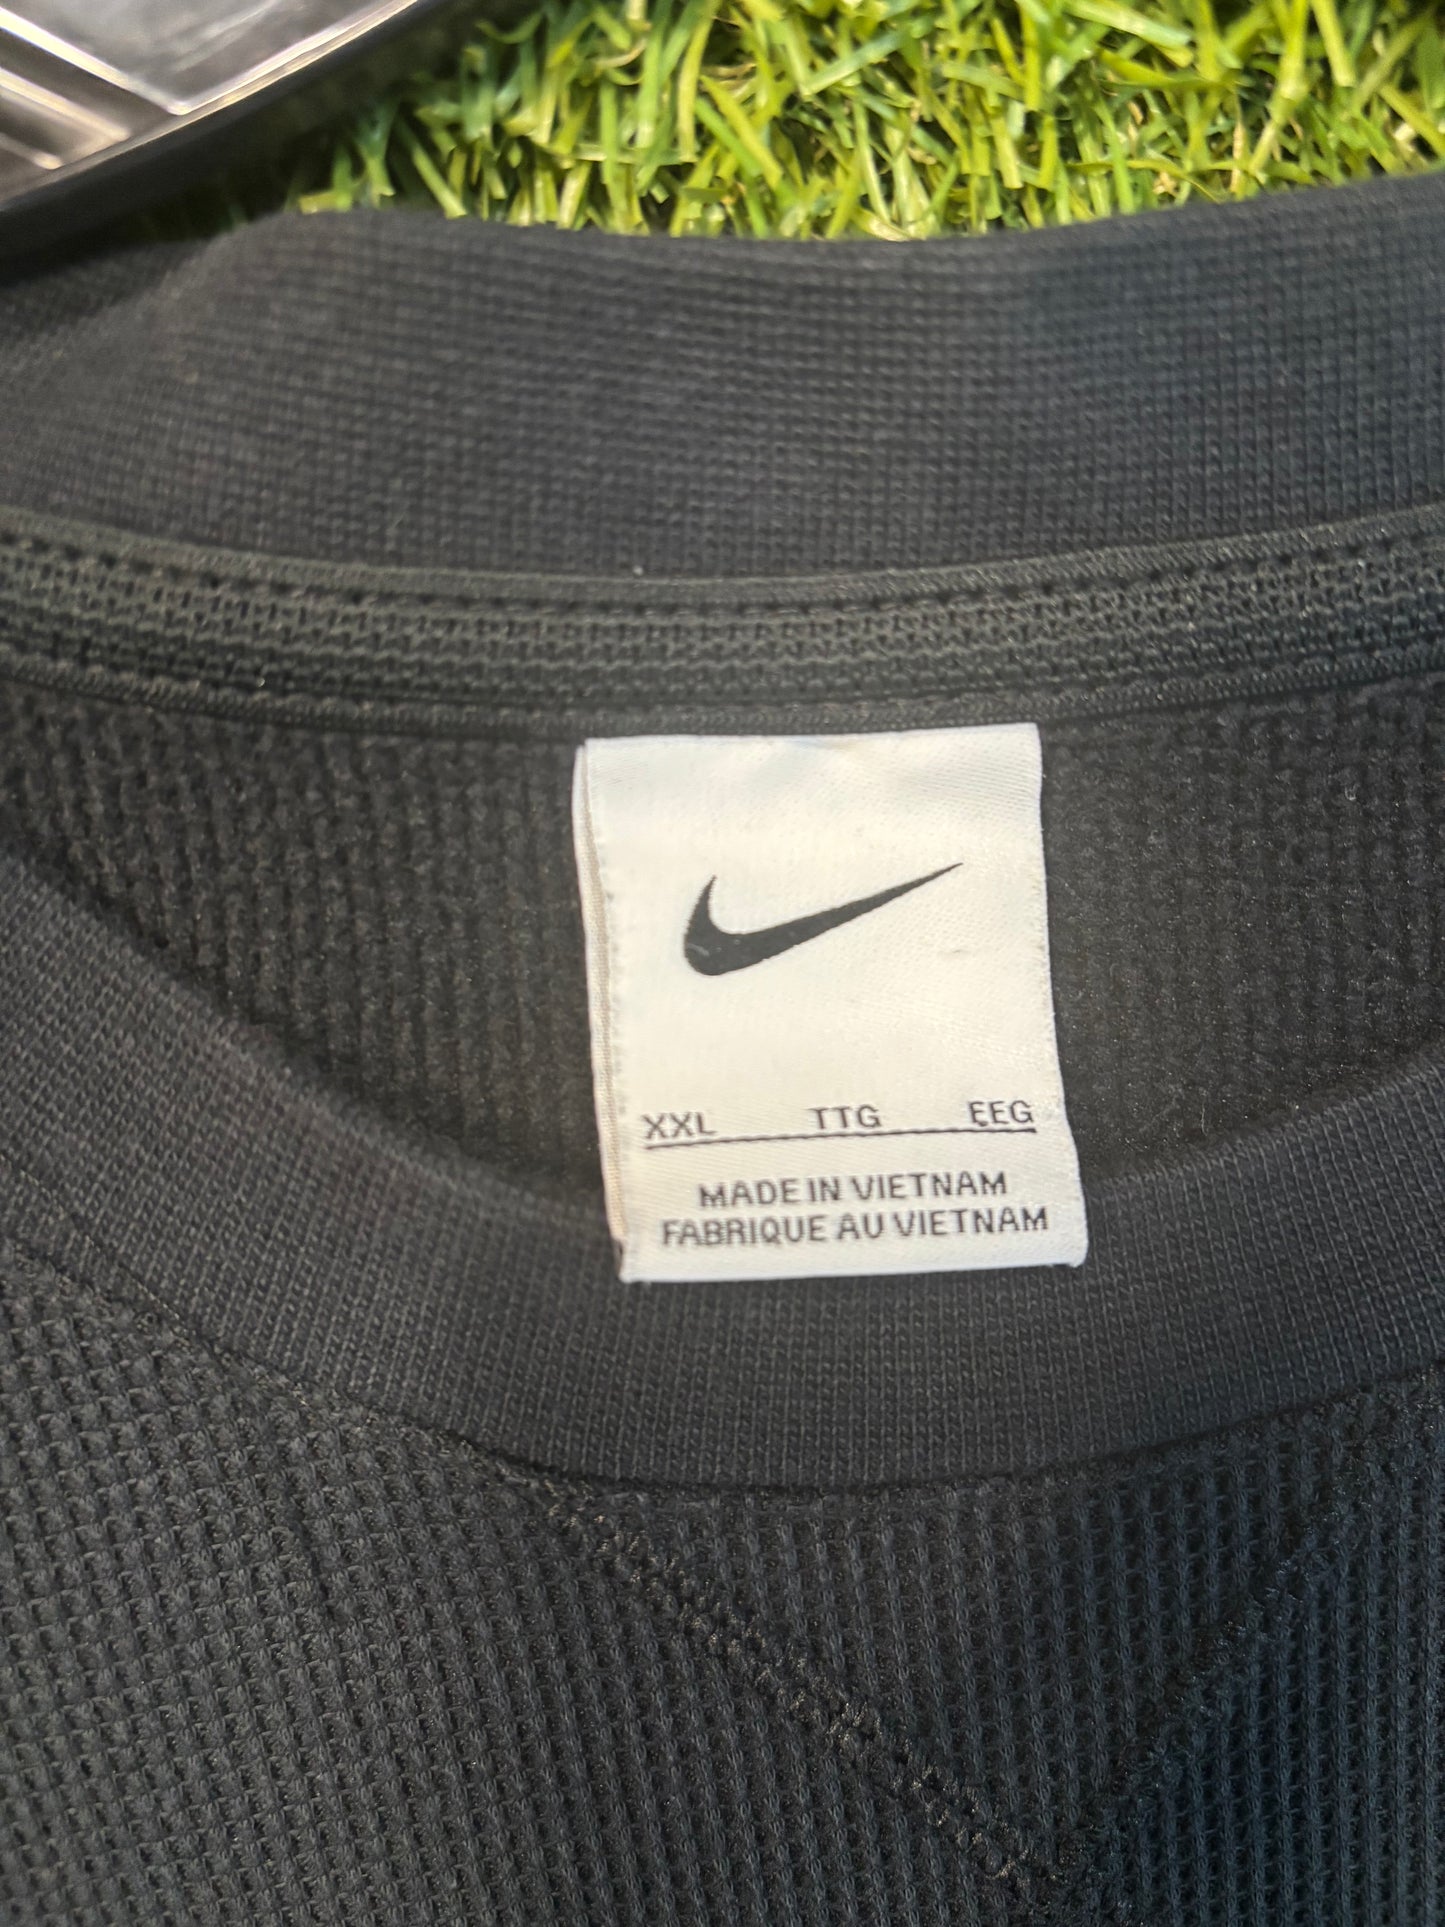 XXL TTG EEG
MADE IN VIETNAM
FABRIQUE AU VIETNAM